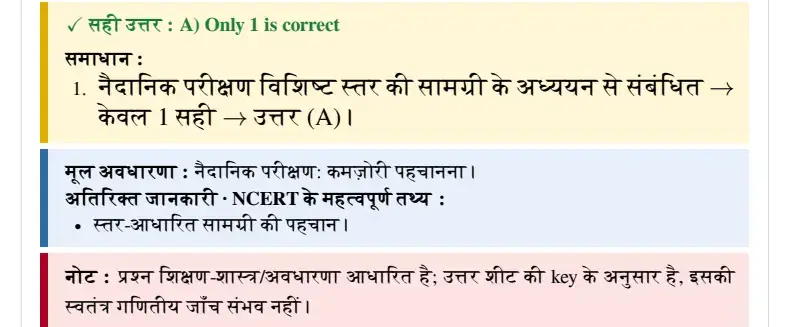 ✓ सही उत्तर : A) Only 1 is correct
समाधान :
1. नैदानिक परीक्षण विशिष्ट स्तर की सामग्री के अध्ययन से संबंधित →
केवल 1 सही → उत्तर (A)।
मूल अवधारणा : नैदानिक परीक्षण: कमज़ोरी पहचानना।
अतिरिक्त जानकारी · NCERT के महत्वपूर्ण तथ्य :
• स्तर-आधारित सामग्री की पहचान।
नोट : प्रश्न शिक्षण-शास्त्र/अवधारणा आधारित है; उत्तर शीट की key के अनुसार है, इसकी
स्वतंत्र गणितीय जाँच संभव नहीं।